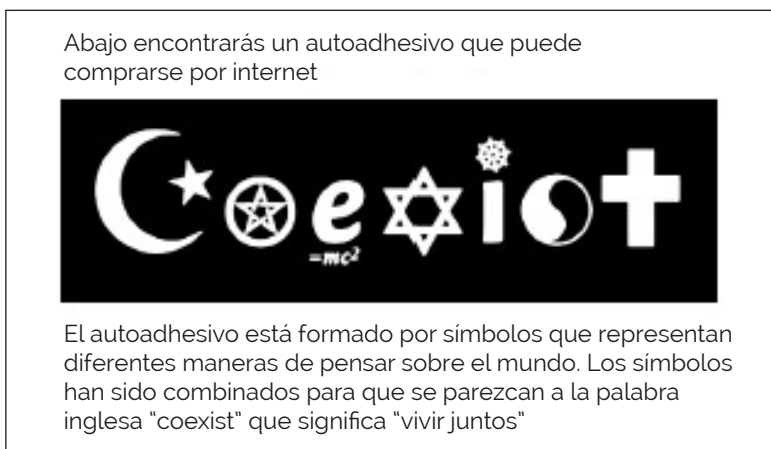 Abajo encontrarás un autoadhesivo que puede
comprarse por internet
Coexist
=mc²
El autoadhesivo está formado por símbolos que representan
diferentes maneras de pensar sobre el mundo. Los símbolos
han sido combinados para que se parezcan a la palabra
inglesa “coexist” que significa “vivir juntos”